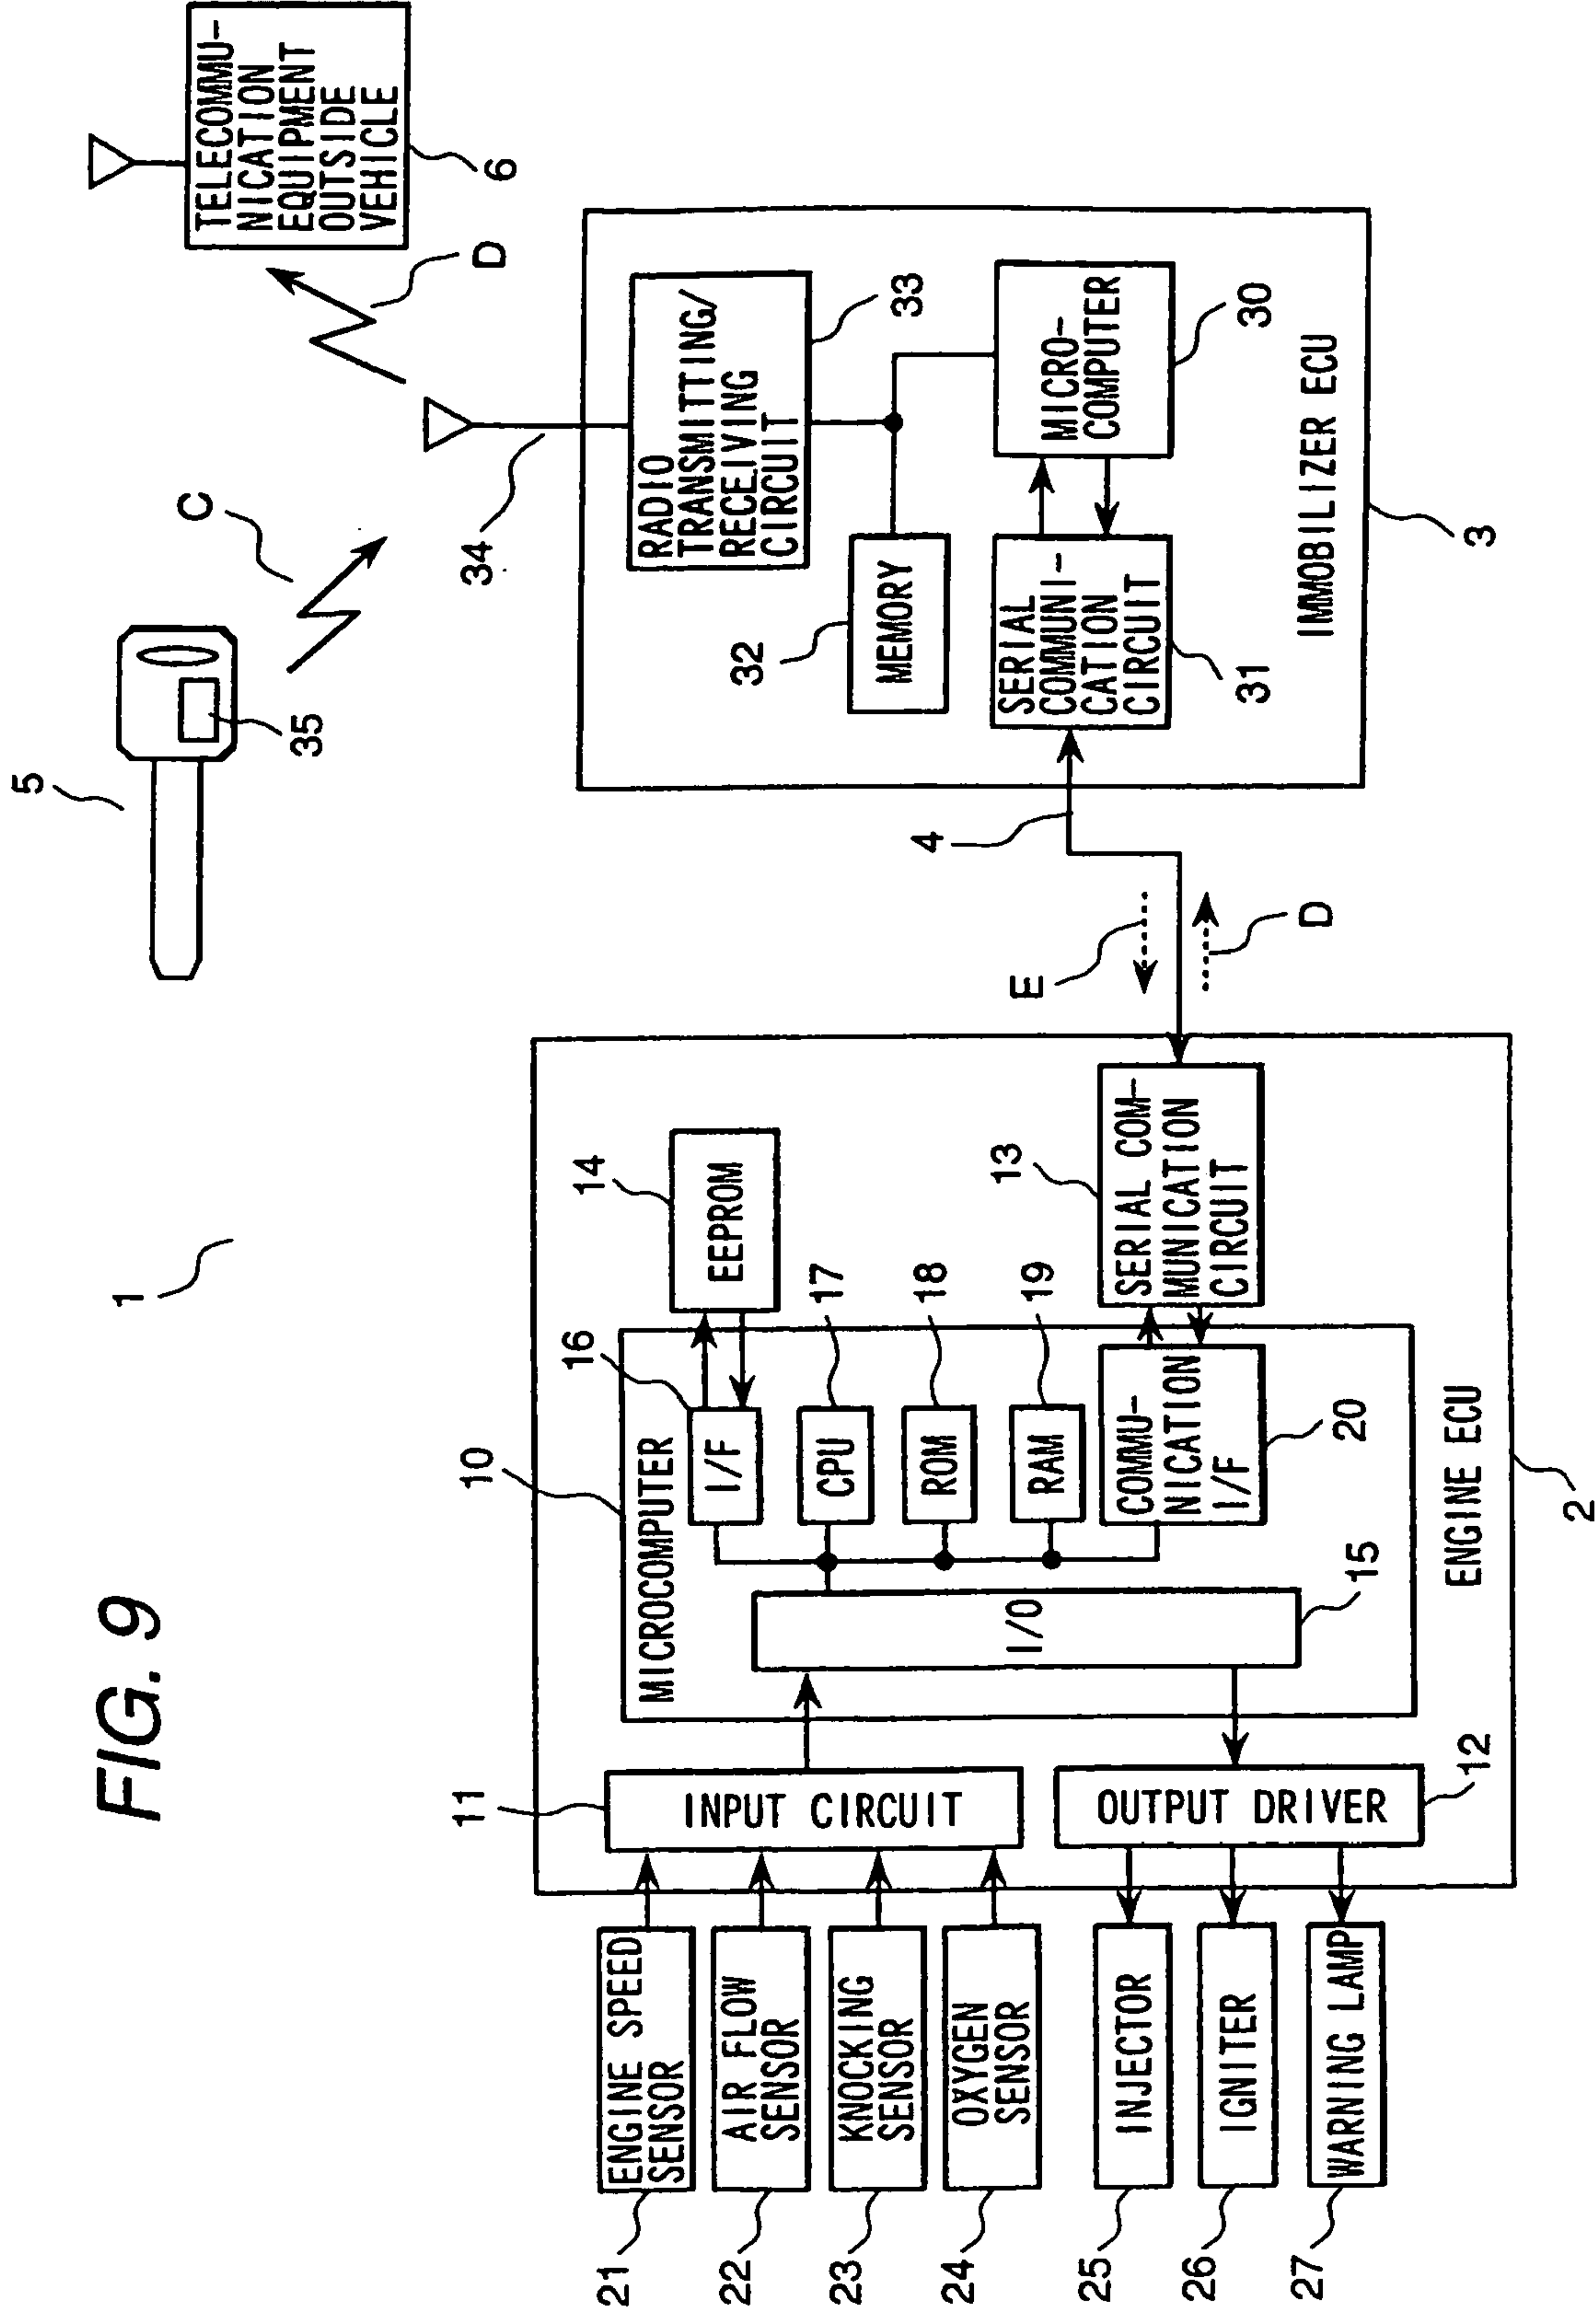 FIG. 9
1
5
35
C
D
TELECOMMU-
NICATION
EQUIPMENT
OUTSIDE
VEHICLE
6
34
RADIO
TRANSMITTING/
RECEIVING
CIRCUIT
33
32
MEMORY
MICRO-
COMPUTER
30
SERIAL
COMMUNI-
CATION
CIRCUIT
31
IMMOBILIZER ECU
3
4
E
D
14
EEPROM
13
SERIAL COM-
MUNICATION
CIRCUIT
10
MICROCOMPUTER
16
I/F
17
CPU
18
ROM
19
RAM
COMMU-
NICATION
I/F
20
I/O
15
ENGINE ECU
2
11
INPUT CIRCUIT
OUTPUT DRIVER
12
ENGINE SPEED
SENSOR
21
AIR FLOW
SENSOR
22
KNOCKING
SENSOR
23
OXYGEN
SENSOR
24
INJECTOR
25
IGNITER
26
WARNING LAMP
27